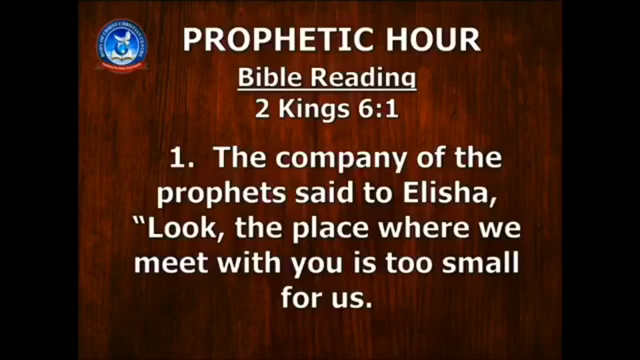 PROPHETIC HOUR
Bible Reading
2 Kings 6:1
1. The company of the
prophets said to Elisha,
“Look, the place where we
meet with you is too small
for us.